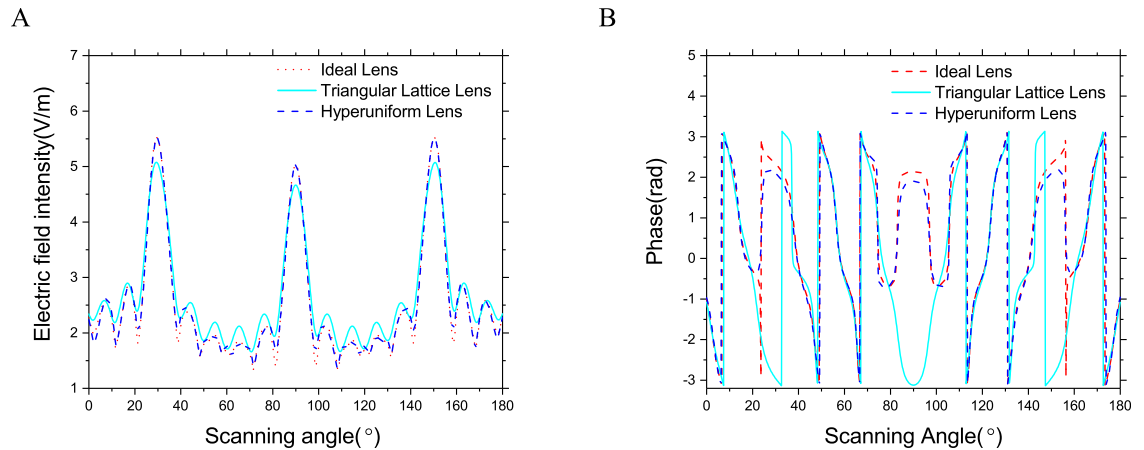 A
Electric field intensity(V/m)
7
6
5
4
3
2
1
Ideal Lens
Triangular Lattice Lens
Hyperuniform Lens
0 20 40 60 80 100 120 140 160 180
Scanning angle(°)
B
Phase(rad)
5
4
3
2
1
0
-1
-2
-3
Ideal Lens
Triangular Lattice Lens
Hyperuniform Lens
0 20 40 60 80 100 120 140 160 180
Scanning Angle(°)